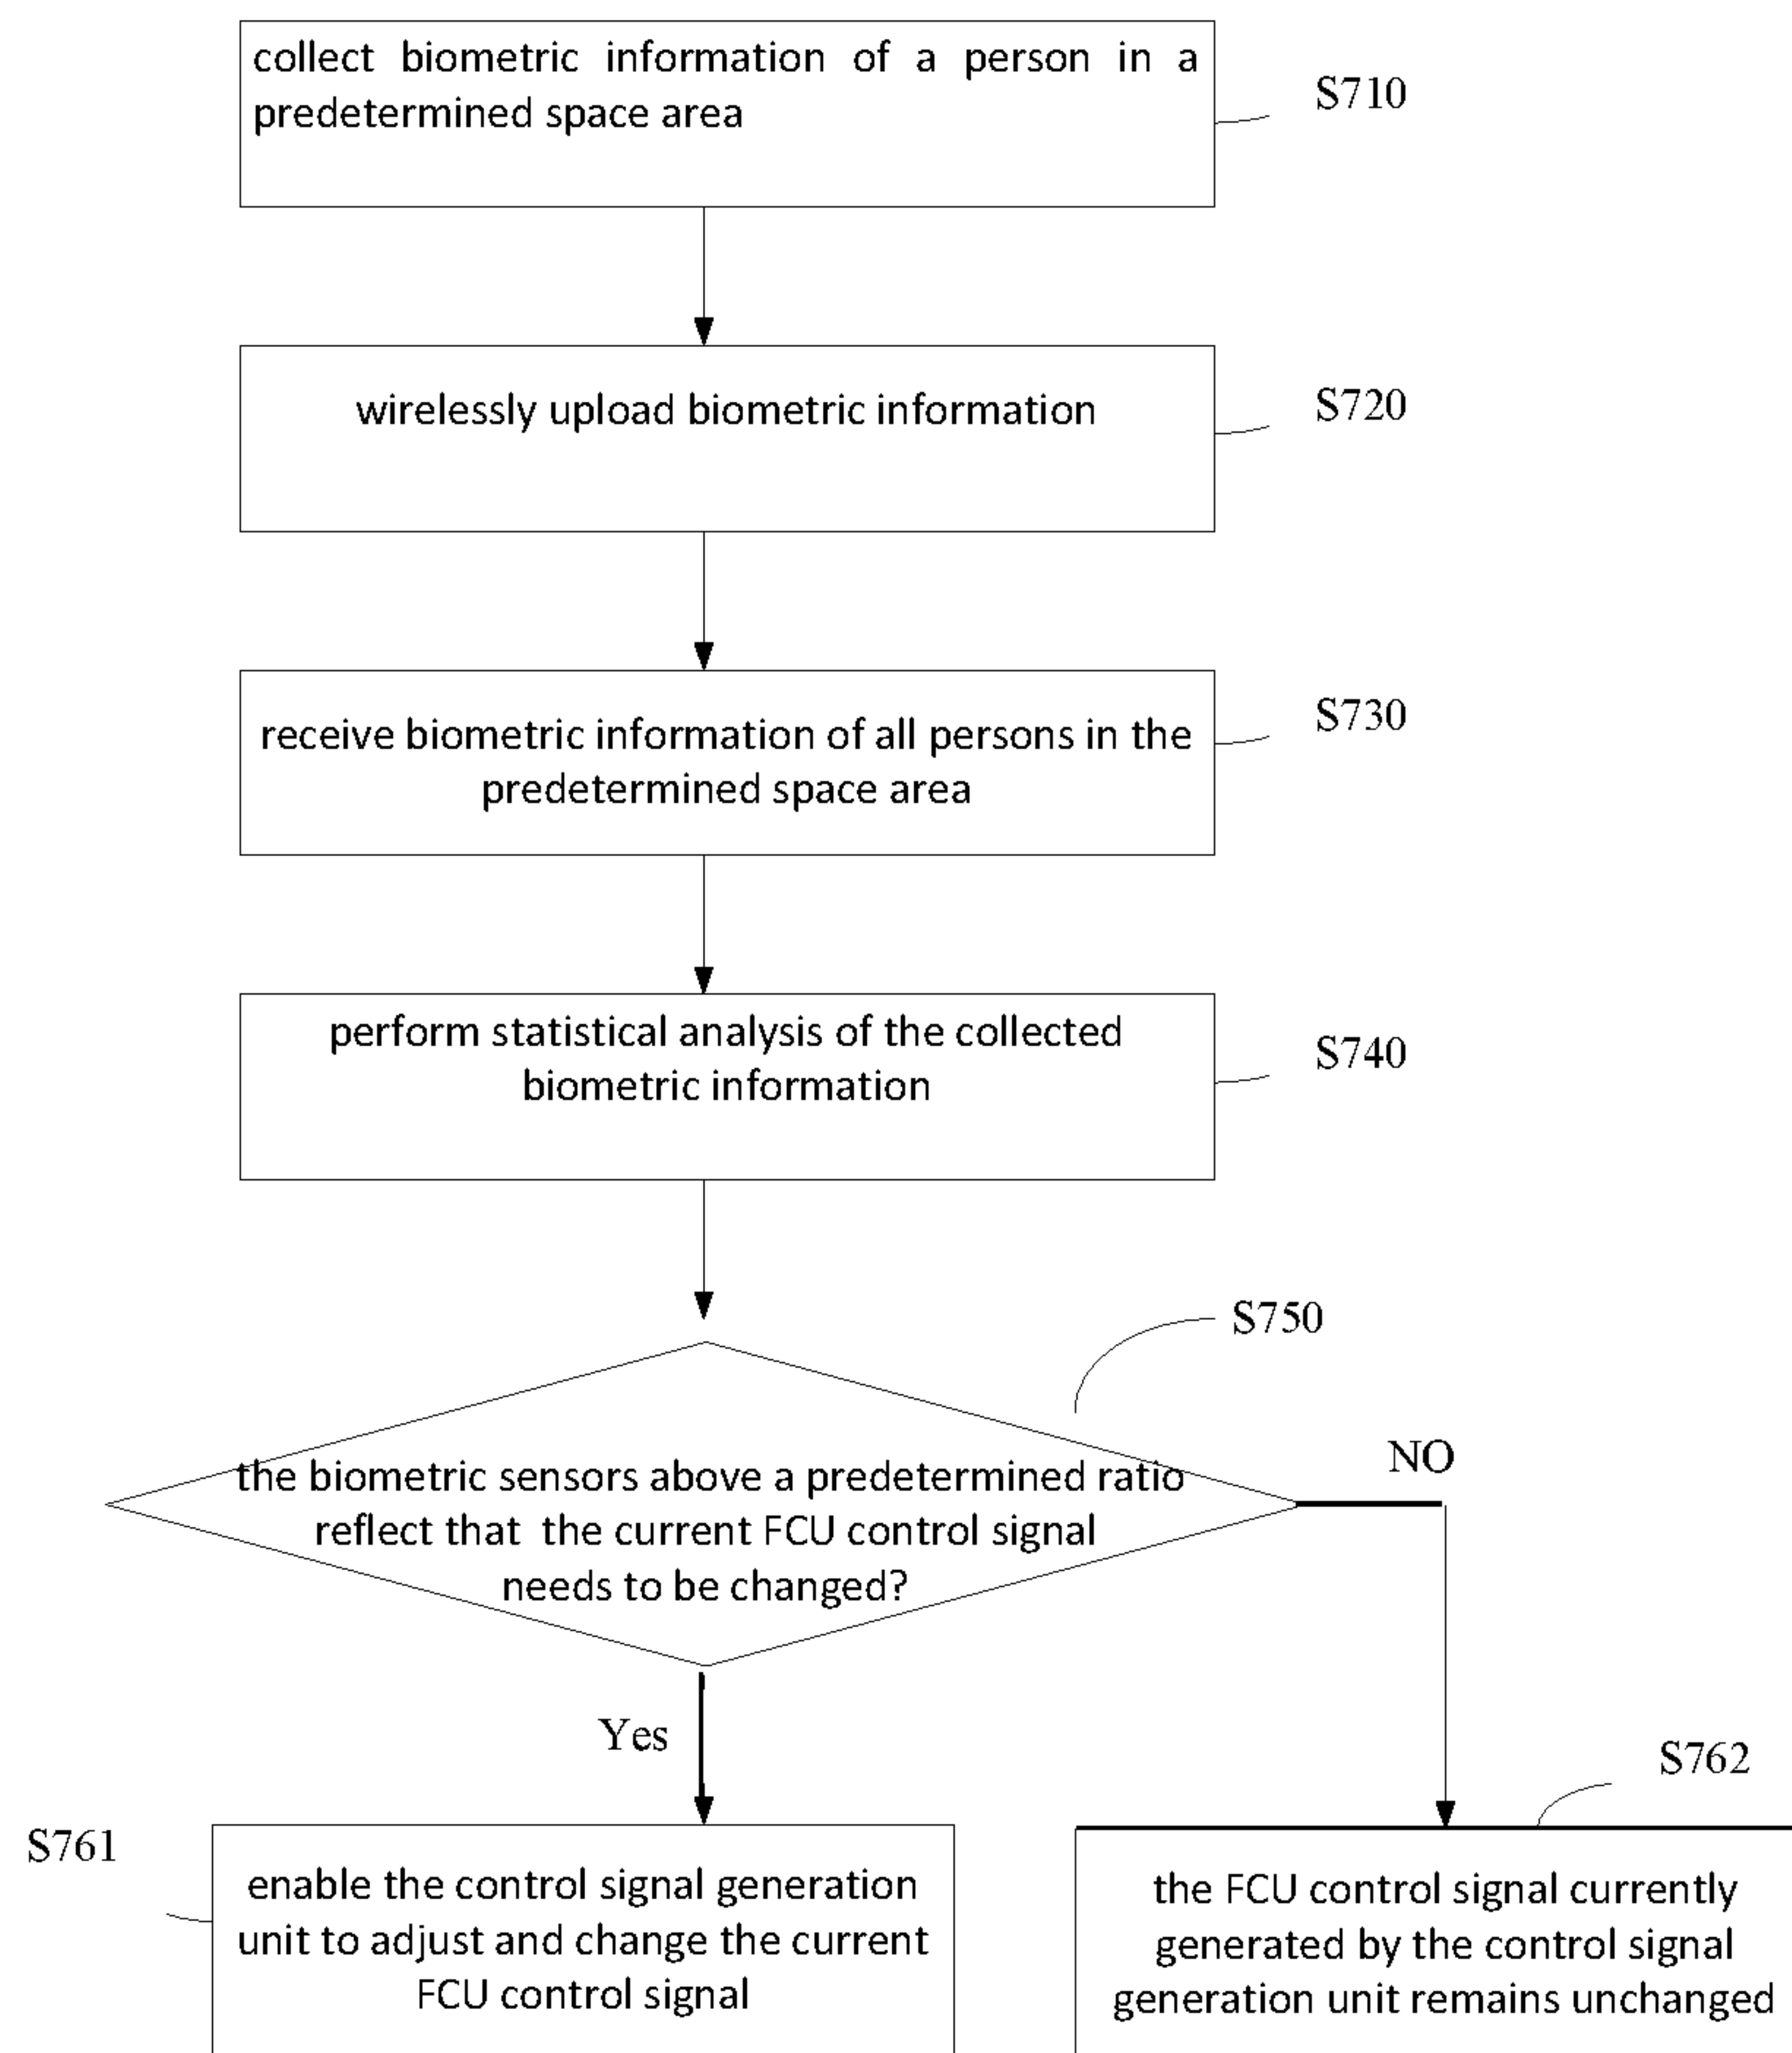 collect biometric information of a person in a
predetermined space area
S710
wirelessly upload biometric information
S720
receive biometric information of all persons in the
predetermined space area
S730
perform statistical analysis of the collected
biometric information
S740
S750
the biometric sensors above a predetermined ratio
reflect that the current FCU control signal
needs to be changed?
NO
Yes
S762
S761
enable the control signal generation
unit to adjust and change the current
FCU control signal
the FCU control signal currently
generated by the control signal
generation unit remains unchanged